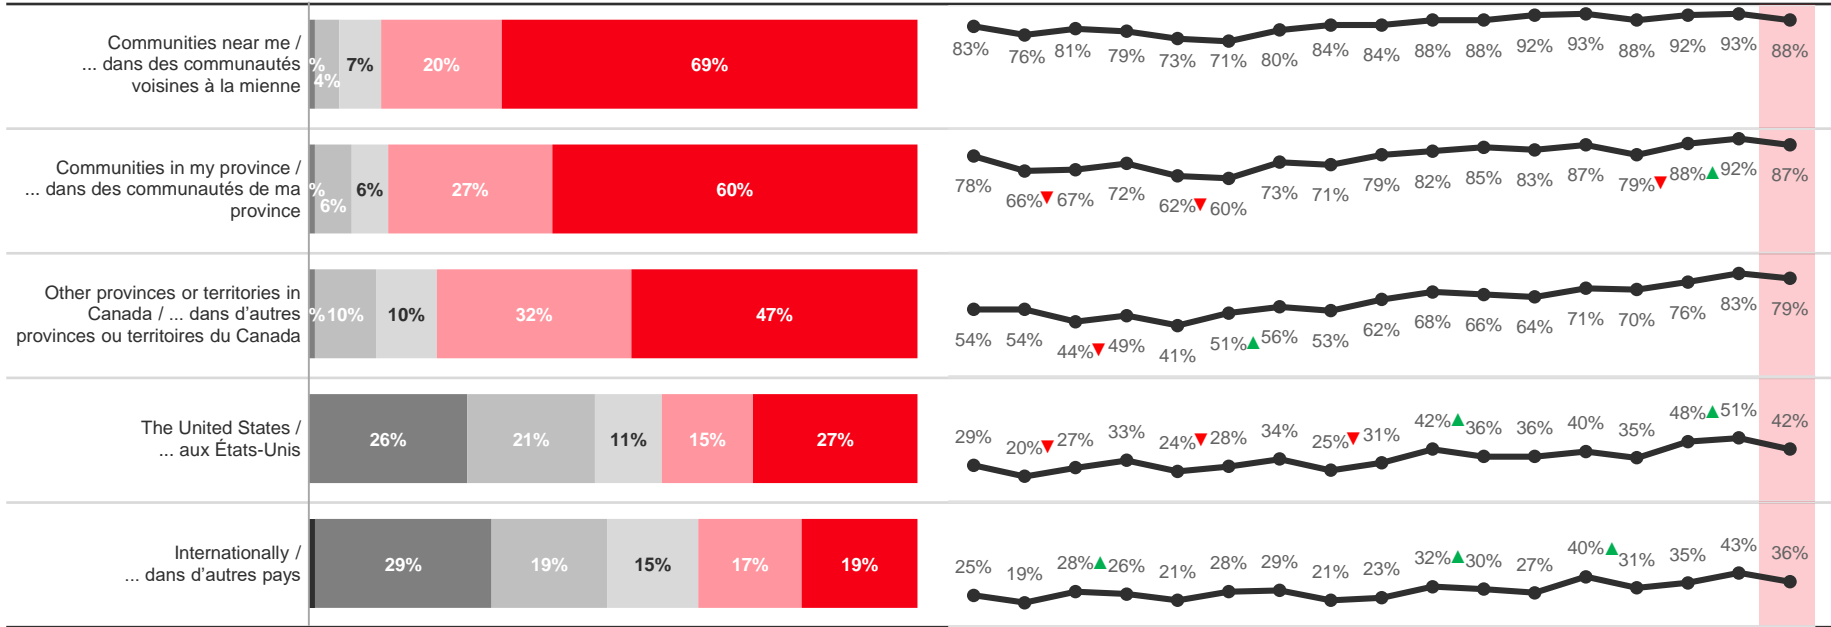 Communities near me /
... dans des communautés
voisines à la mienne
% 4% 7% 20% 69%
83% 76% 81% 79% 73% 71% 80% 84% 84% 88% 88% 92% 93% 88% 92% 93% 88%
Communities in my province /
... dans des communautés de ma
province
% 6% 6% 27% 60%
78% 66%▼ 67% 72% 62%▼ 60% 73% 71% 79% 82% 85% 83% 87% 79%▼ 88%▲ 92% 87%
Other provinces or territories in
Canada / ... dans d'autres
provinces ou territoires du Canada
% 10% 10% 32% 47%
54% 54% 44%▼ 49% 41% 51%▲ 56% 53% 62% 68% 66% 64% 71% 70% 76% 83% 79%
The United States /
... aux États-Unis
26% 21% 11% 15% 27%
29% 20%▼ 27% 33% 24%▼ 28% 34% 25%▼ 31% 42%▲ 36% 36% 40% 35% 48%▲ 51% 42%
Internationally /
... dans d'autres pays
29% 19% 15% 17% 19%
25% 19% 28%▲ 26% 21% 28% 29% 21% 23% 32%▲ 30% 27% 40%▲ 31% 35% 43% 36%